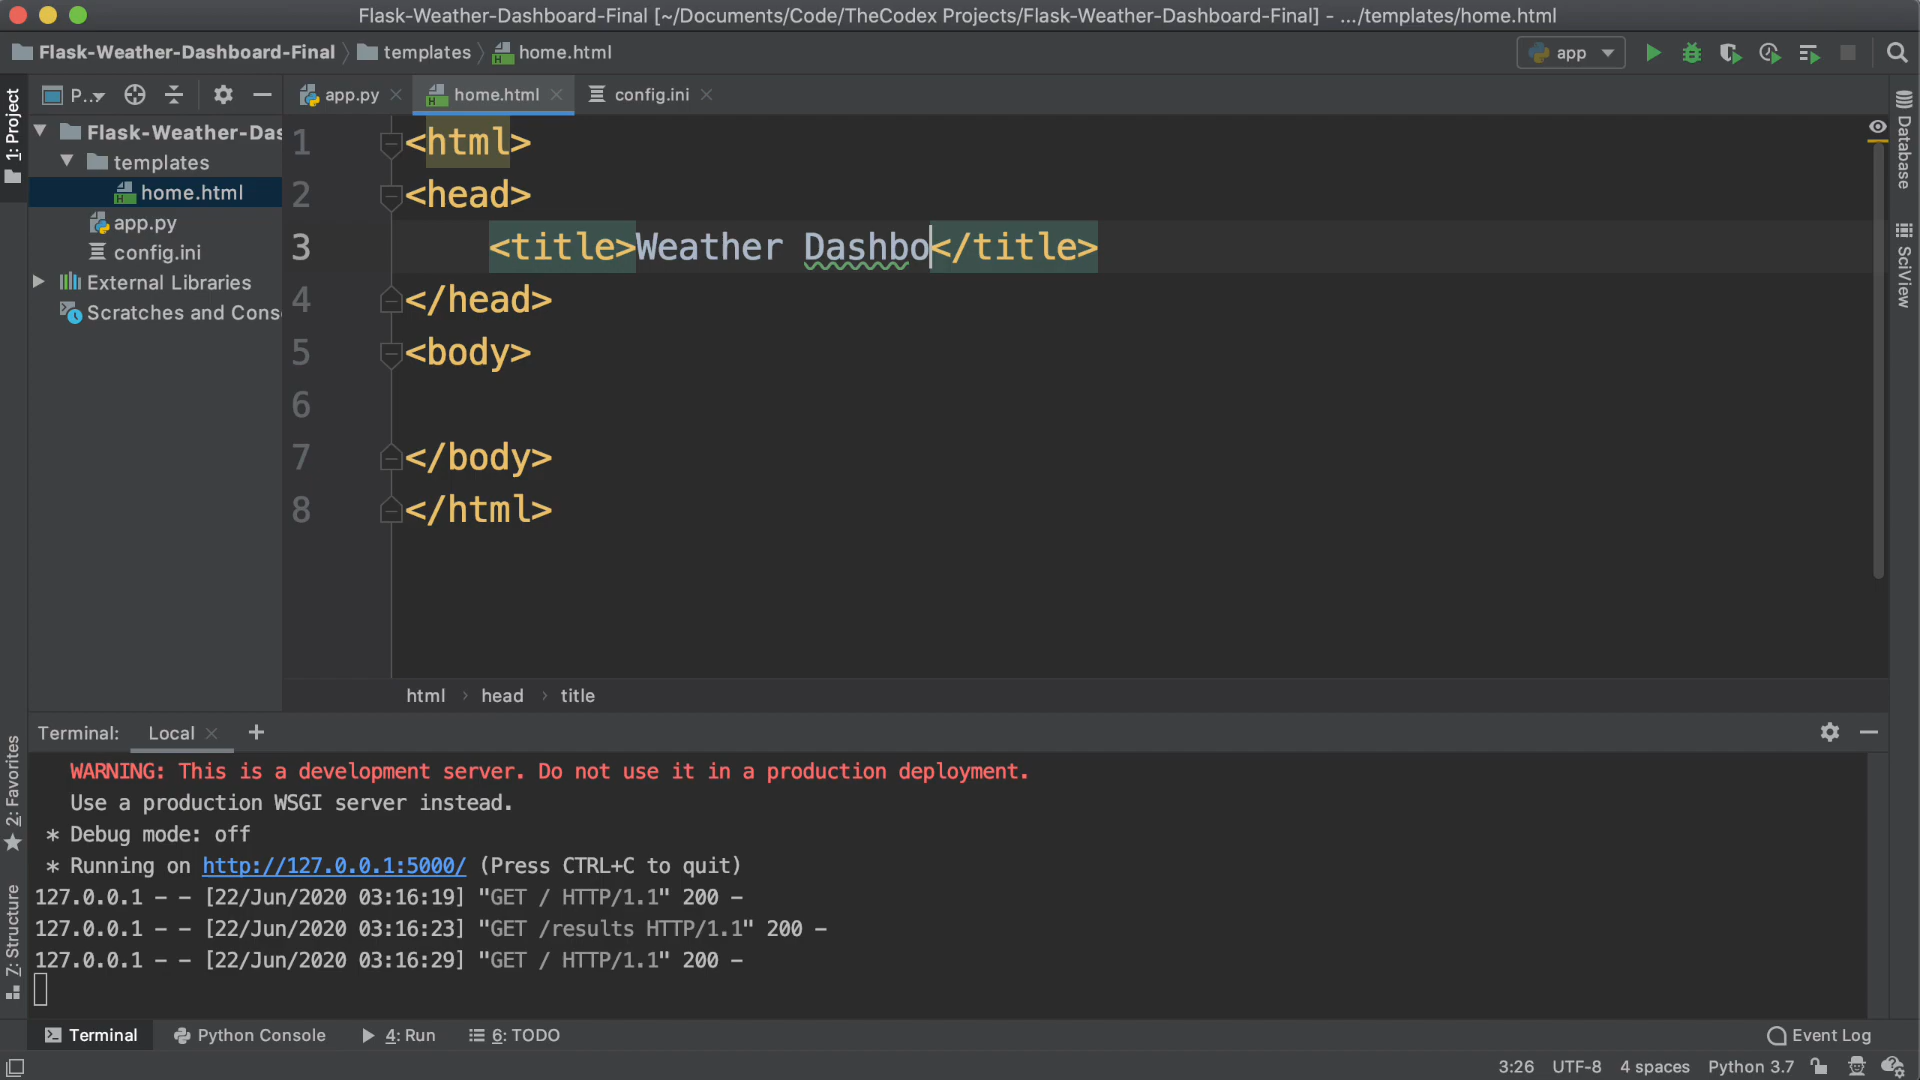 Flask-Weather-Dashboard-Final [~/Documents/Code/TheCodex Projects/Flask-Weather-Dashboard-Final] - .../templates/home.html
Flask-Weather-Dashboard-Final templates home.html
app
P..
app.py home.html config.ini
1: Project
Flask-Weather-Das
templates
home.html
app.py
config.ini
External Libraries
Scratches and Conso
1 <html>
2 <head>
3 <title>Weather Dashbo</title>
4 </head>
5 <body>
6
7 </body>
8 </html>
html head title
Database
SciView
Terminal: Local +
2: Favorites
7: Structure
WARNING: This is a development server. Do not use it in a production deployment.
Use a production WSGI server instead.
* Debug mode: off
* Running on http://127.0.0.1:5000/ (Press CTRL+C to quit)
127.0.0.1 - - [22/Jun/2020 03:16:19] "GET / HTTP/1.1" 200 -
127.0.0.1 - - [22/Jun/2020 03:16:23] "GET /results HTTP/1.1" 200 -
127.0.0.1 - - [22/Jun/2020 03:16:29] "GET / HTTP/1.1" 200 -
Terminal Python Console 4: Run 6: TODO Event Log
3:26 UTF-8 4 spaces Python 3.7